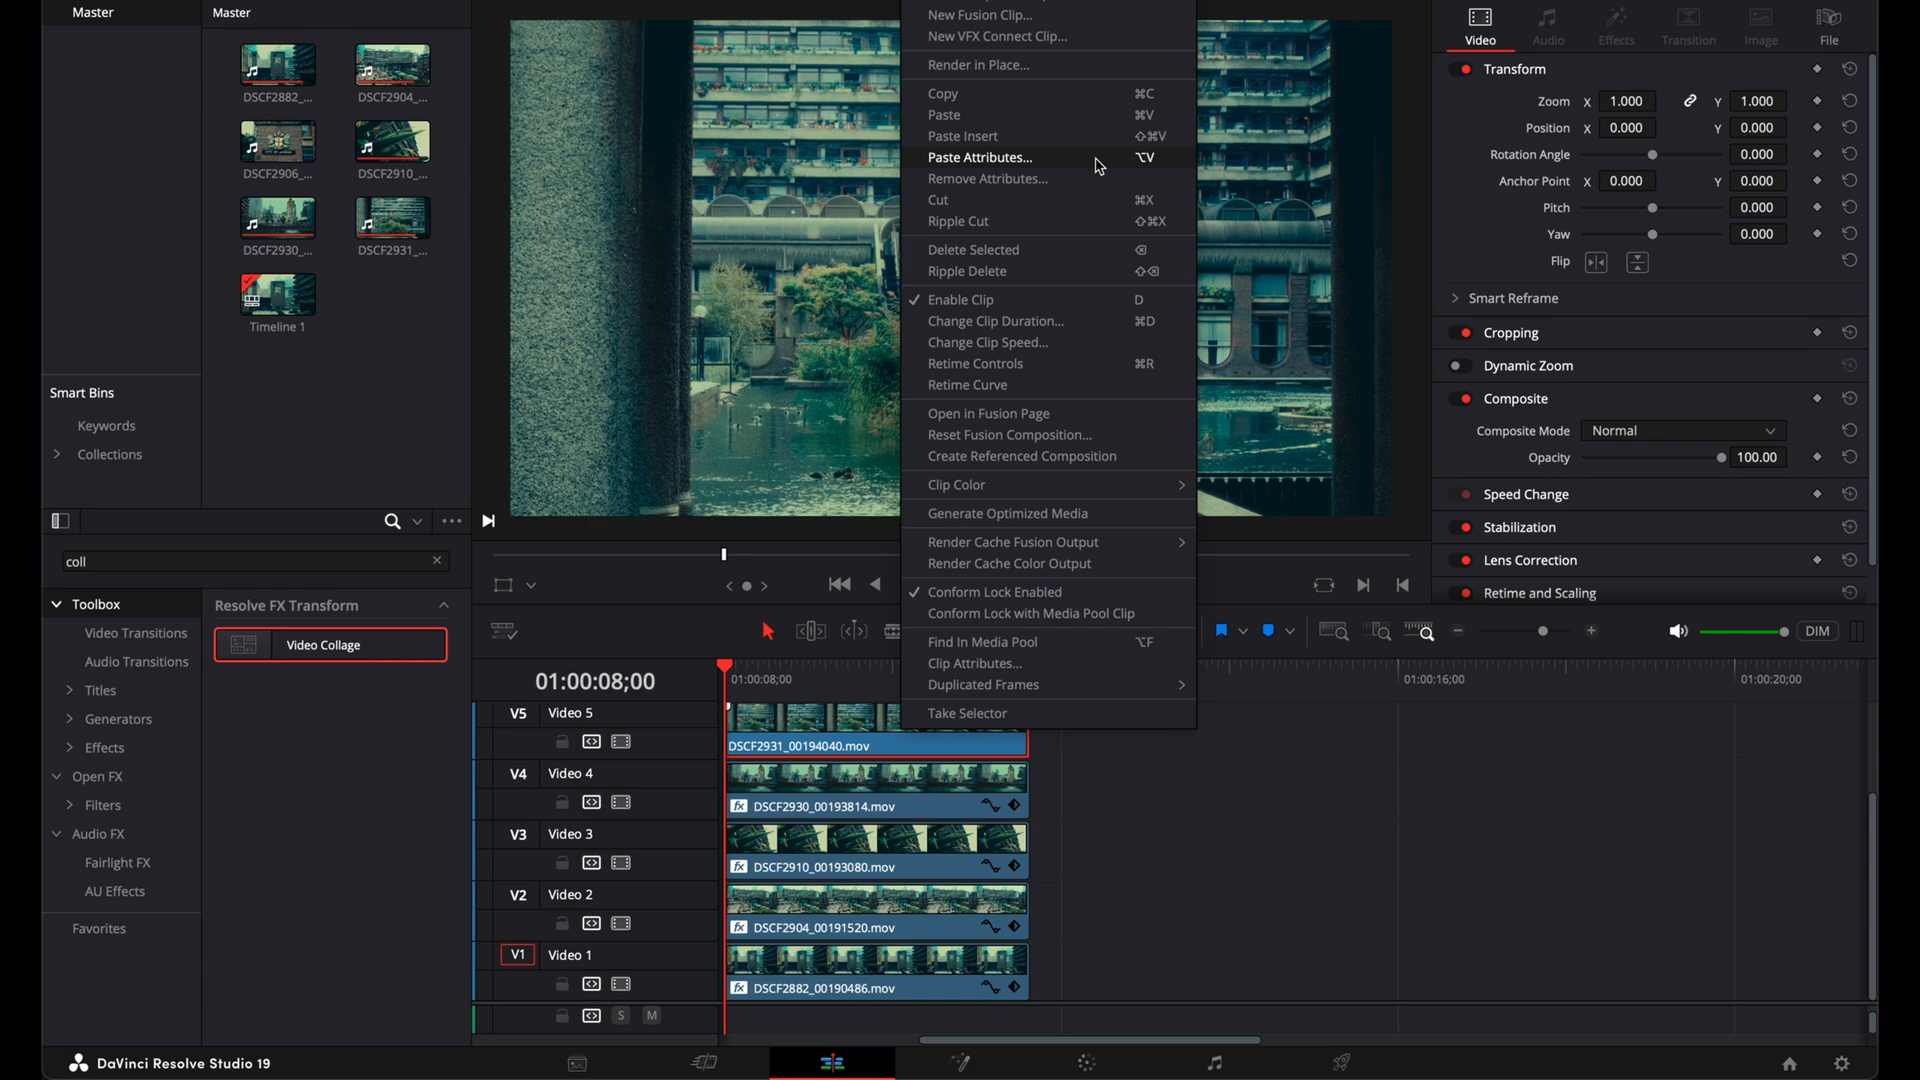 Master
Master
DSCF2882_...
DSCF2904_...
DSCF2906_...
DSCF2910_...
DSCF2930_...
DSCF2931_...
Timeline 1
Smart Bins
Keywords
Collections
coll
Toolbox
Video Transitions
Audio Transitions
Titles
Generators
Effects
Open FX
Filters
Audio FX
Fairlight FX
AU Effects
Favorites
Resolve FX Transform
Video Collage
New Fusion Clip...
New VFX Connect Clip...
Render in Place...
Copy ⌘C
Paste ⌘V
Paste Insert ⇧⌘V
Paste Attributes... ⌥V
Remove Attributes...
Cut ⌘X
Ripple Cut ⇧⌘X
Delete Selected ⌫
Ripple Delete ⇧⌫
Enable Clip D
Change Clip Duration... ⌘D
Change Clip Speed...
Retime Controls ⌘R
Retime Curve
Open in Fusion Page
Reset Fusion Composition...
Create Referenced Composition
Clip Color
Generate Optimized Media
Render Cache Fusion Output
Render Cache Color Output
Conform Lock Enabled
Conform Lock with Media Pool Clip
Find In Media Pool ⌥F
Clip Attributes...
Duplicated Frames
Take Selector
Video
Audio
Effects
Transition
Image
File
Transform
Zoom X 1.000 Y 1.000
Position X 0.000 Y 0.000
Rotation Angle 0.000
Anchor Point X 0.000 Y 0.000
Pitch 0.000
Yaw 0.000
Flip
Smart Reframe
Cropping
Dynamic Zoom
Composite
Composite Mode Normal
Opacity 100.00
Speed Change
Stabilization
Lens Correction
Retime and Scaling
DIM
01:00:08;00
01:00:08;00
01:00:16;00
01:00:20;00
V5 Video 5
DSCF2931_00194040.mov
V4 Video 4
fx DSCF2930_00193814.mov
V3 Video 3
fx DSCF2910_00193080.mov
V2 Video 2
fx DSCF2904_00191520.mov
V1 Video 1
fx DSCF2882_00190486.mov
S M
DaVinci Resolve Studio 19